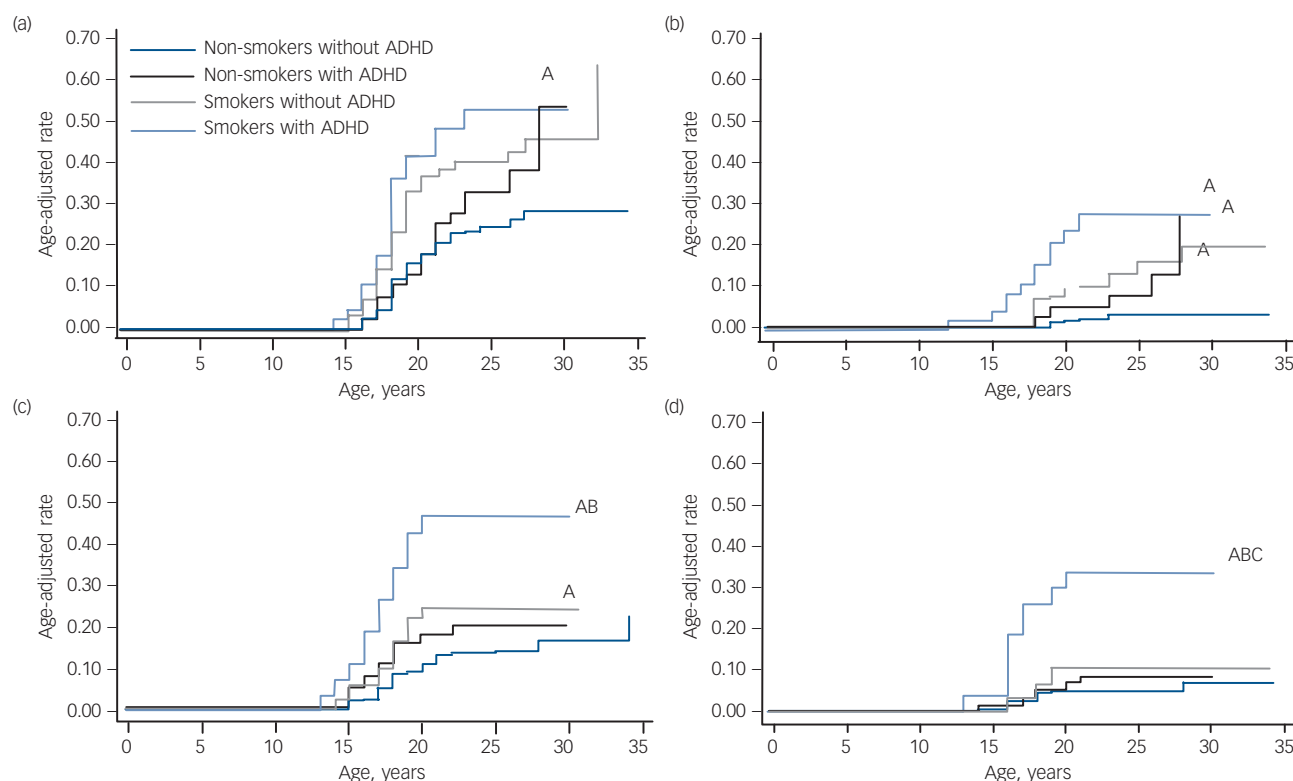 (a)
0.70
0.60
0.50
0.40
0.30
0.20
0.10
0.00
Age-adjusted rate
Non-smokers without ADHD
Non-smokers with ADHD
Smokers without ADHD
Smokers with ADHD
A
0 5 10 15 20 25 30 35
Age, years
(b)
0.70
0.60
0.50
0.40
0.30
0.20
0.10
0.00
Age-adjusted rate
A
A
A
0 5 10 15 20 25 30 35
Age, years
(c)
0.70
0.60
0.50
0.40
0.30
0.20
0.10
0.00
Age-adjusted rate
AB
A
0 5 10 15 20 25 30 35
Age, years
(d)
0.70
0.60
0.50
0.40
0.30
0.20
0.10
0.00
Age-adjusted rate
ABC
0 5 10 15 20 25 30 35
Age, years